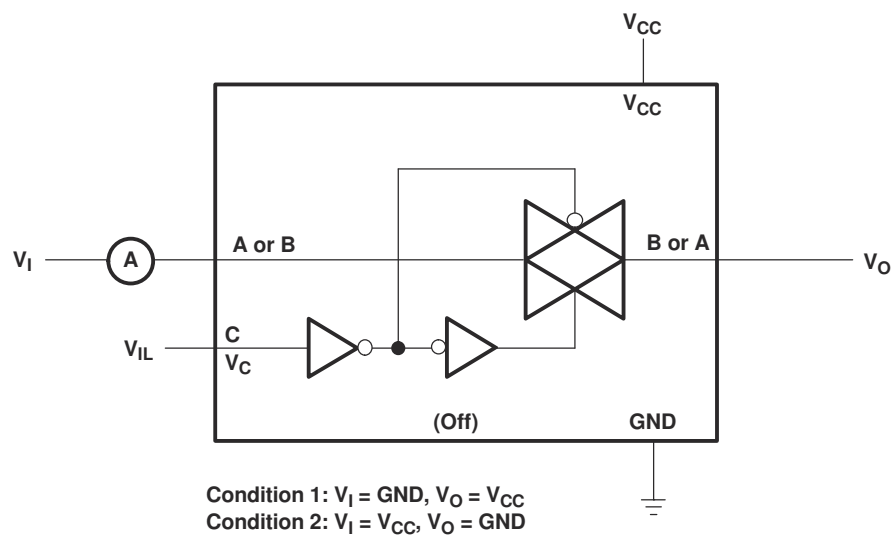 VCC
VCC
VI
A
A or B
B or A
VO
VIL
C
VC
(Off)
GND
Condition 1: VI = GND, VO = VCC
Condition 2: VI = VCC, VO = GND